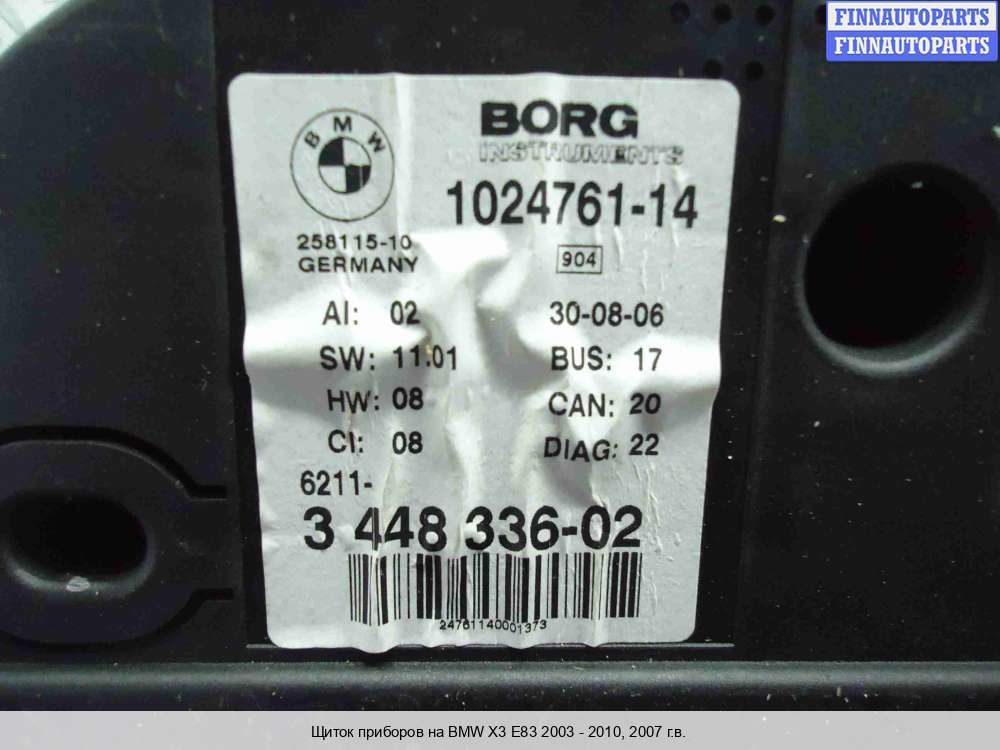 FINNAUTOPARTS
FINNAUTOPARTS
BMW
BORG
INSTRUMENTS
1024761-14
258115-10
GERMANY
904
AI: 02 30-08-06
SW: 11.01 BUS: 17
HW: 08 CAN: 20
CI: 08 DIAG: 22
6211-
3 448 336-02
24761140001373
Щиток приборов на BMW X3 E83 2003 - 2010, 2007 г.в.